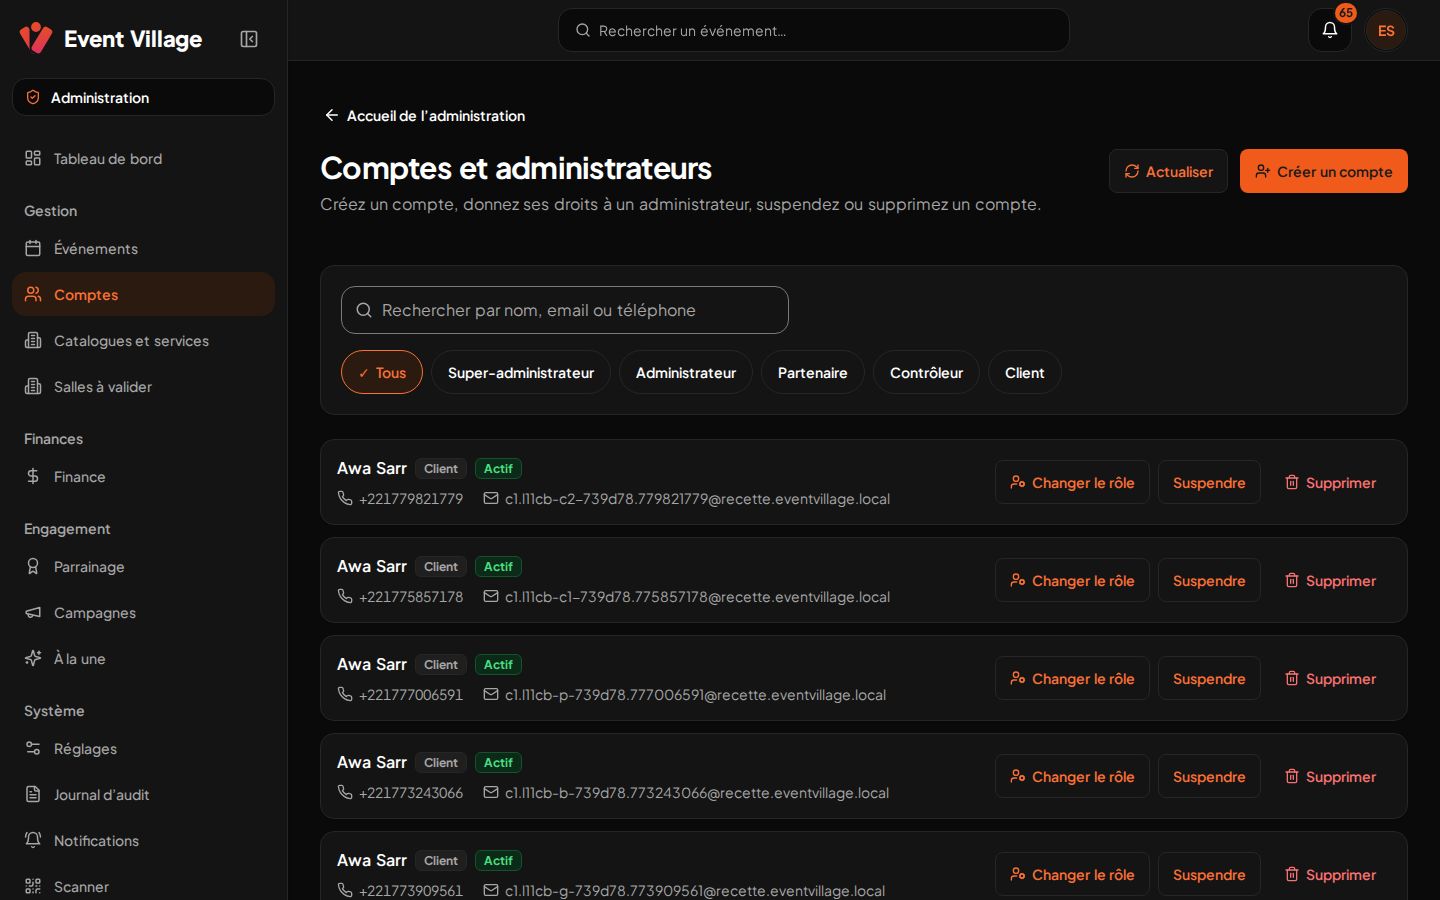 Event Village
Rechercher un événement...
65
ES
Administration
Tableau de bord
Gestion
Événements
Comptes
Catalogues et services
Salles à valider
Finances
Finance
Engagement
Parrainage
Campagnes
À la une
Système
Réglages
Journal d'audit
Notifications
Scanner
Accueil de l'administration
Comptes et administrateurs
Créez un compte, donnez ses droits à un administrateur, suspendez ou supprimez un compte.
Actualiser
Créer un compte
Rechercher par nom, email ou téléphone
✓ Tous
Super-administrateur
Administrateur
Partenaire
Contrôleur
Client
Awa Sarr Client Actif
+221779821779 c1.l11cb-c2-739d78.779821779@recette.eventvillage.local
Changer le rôle Suspendre Supprimer
Awa Sarr Client Actif
+221775857178 c1.l11cb-c1-739d78.775857178@recette.eventvillage.local
Changer le rôle Suspendre Supprimer
Awa Sarr Client Actif
+221777006591 c1.l11cb-p-739d78.777006591@recette.eventvillage.local
Changer le rôle Suspendre Supprimer
Awa Sarr Client Actif
+221773243066 c1.l11cb-b-739d78.773243066@recette.eventvillage.local
Changer le rôle Suspendre Supprimer
Awa Sarr Client Actif
+221773909561 c1.l11cb-g-739d78.773909561@recette.eventvillage.local
Changer le rôle Suspendre Supprimer